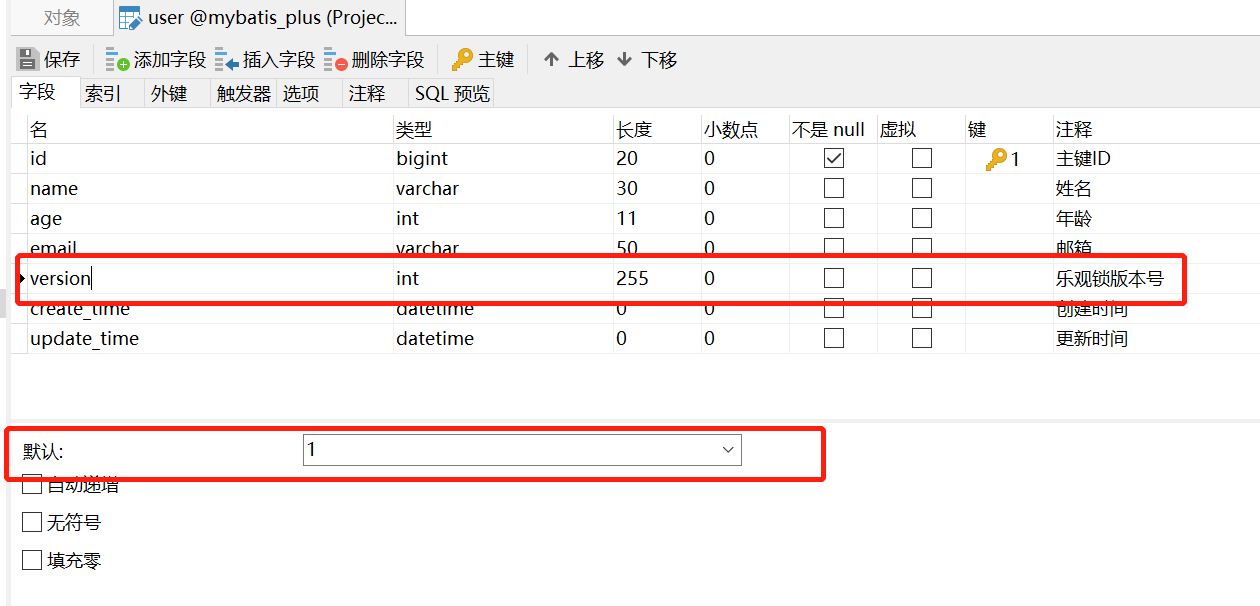 对象 user @mybatis_plus (Projec...
保存 添加字段 插入字段 删除字段 主键 上移 下移
字段 索引 外键 触发器 选项 注释 SQL 预览
名 类型 长度 小数点 不是 null 虚拟 键 注释
id bigint 20 0 1 主键ID
name varchar 30 0 姓名
age int 11 0 年龄
email varchar 50 0 邮箱
version int 255 0 乐观锁版本号
create_time datetime 0 0 创建时间
update_time datetime 0 0 更新时间
默认: 1
自动递增
无符号
填充零